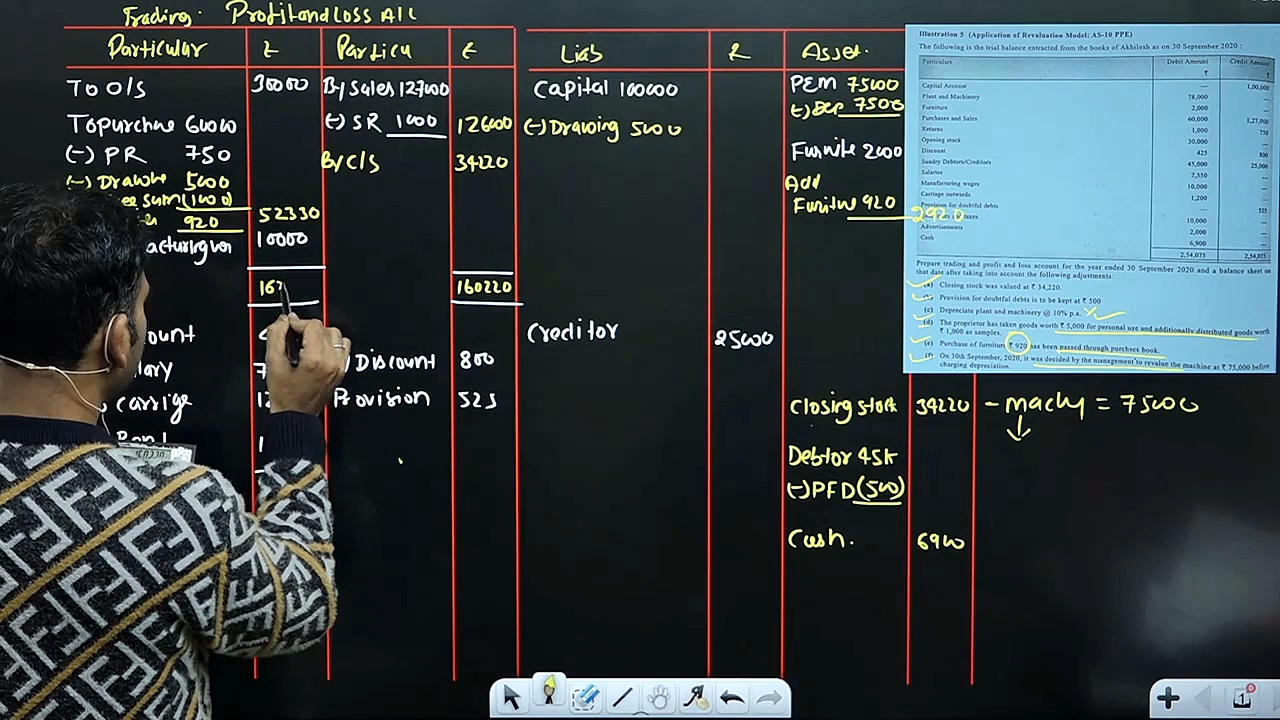 Trading. Profit and Loss A/C
Particular ₹ Particu ₹
To O/s 30000 By Sales 127000
(-) SR 1000 126000
To purchase 60000 By C/s 34220
(-) PR 750
(-) Drawing 5000
(1000)
920 52330
10000
160220
800
Discount
Provision 525
Liab ₹ Asset.
Capital 100000
(-) Drawing 5000
Creditor 25000
P&M 75000
(-) Dep 7500
Furnite 2000
Add
Furnitur 920 2920
Closing stock 34220 - machy = 75000
Debtor 45k
(-) PFD (500)
Cash. 6900
Illustration 5 (Application of Revaluation Model: AS-10 PPE)
The following is the trial balance extracted from the books of Akhilesh as on 30 September 2020 :
Particulars Debit Amount ₹ Credit Amount ₹
Capital Account — 1,00,000
Plant and Machinery 78,000 —
Furniture 2,000 —
Purchases and Sales 60,000 1,27,000
Returns 1,000 750
Opening stock 30,000 —
Discount 425 800
Sundry Debtors/Creditors 45,000 25,000
Salaries 7,550 —
Manufacturing wages 10,000 —
Carriage outwards 1,200 —
Provision for doubtful debts — 525
taxes 10,000 —
Advertisements 2,000 —
Cash 6,900 —
2,54,075 2,54,075
Prepare trading and profit and loss account for the year ended 30 September 2020 and a balance sheet on
that date after taking into account the following adjustments:
(a) Closing stock was valued at ₹ 34,220.
(b) Provision for doubtful debts is to be kept at ₹ 500
(c) Depreciate plant and machinery @ 10% p.a.
(d) The proprietor has taken goods worth ₹ 5,000 for personal use and additionally distributed goods worth
₹ 1,000 as samples.
(e) Purchase of furniture ₹ 920 has been passed through purchses book.
(f) On 30th September, 2020, it was decided by the management to revalue the machine at ₹ 75,000 before
charging depreciation.